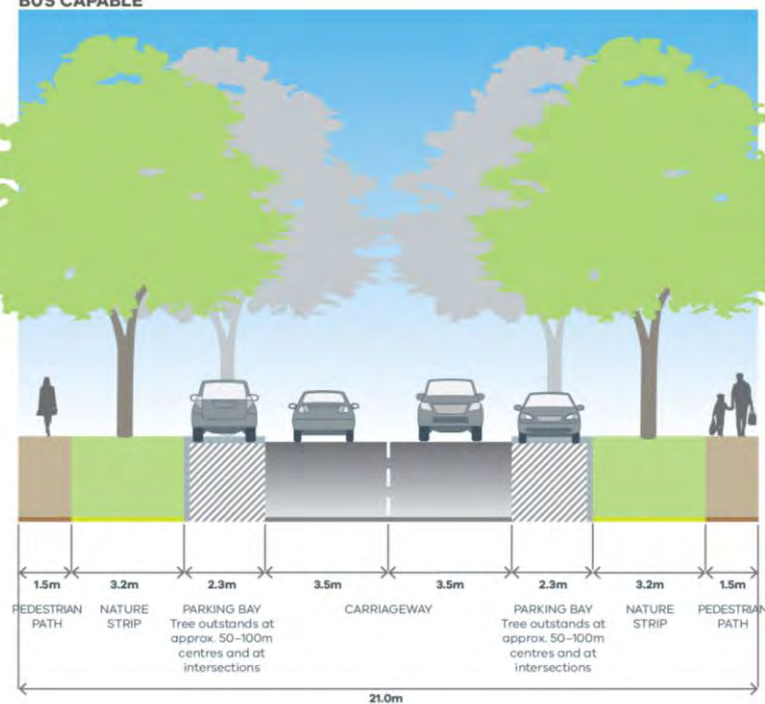 BUS CAPABLE
1.5m 3.2m 2.3m 3.5m 3.5m 2.3m 3.2m 1.5m
PEDESTRIAN
PATH
NATURE
STRIP
PARKING BAY
Tree outstands at
approx. 50–100m
centres and at
intersections
CARRIAGEWAY
PARKING BAY
Tree outstands at
approx. 50–100m
centres and at
intersections
NATURE
STRIP
PEDESTRIAN
PATH
21.0m